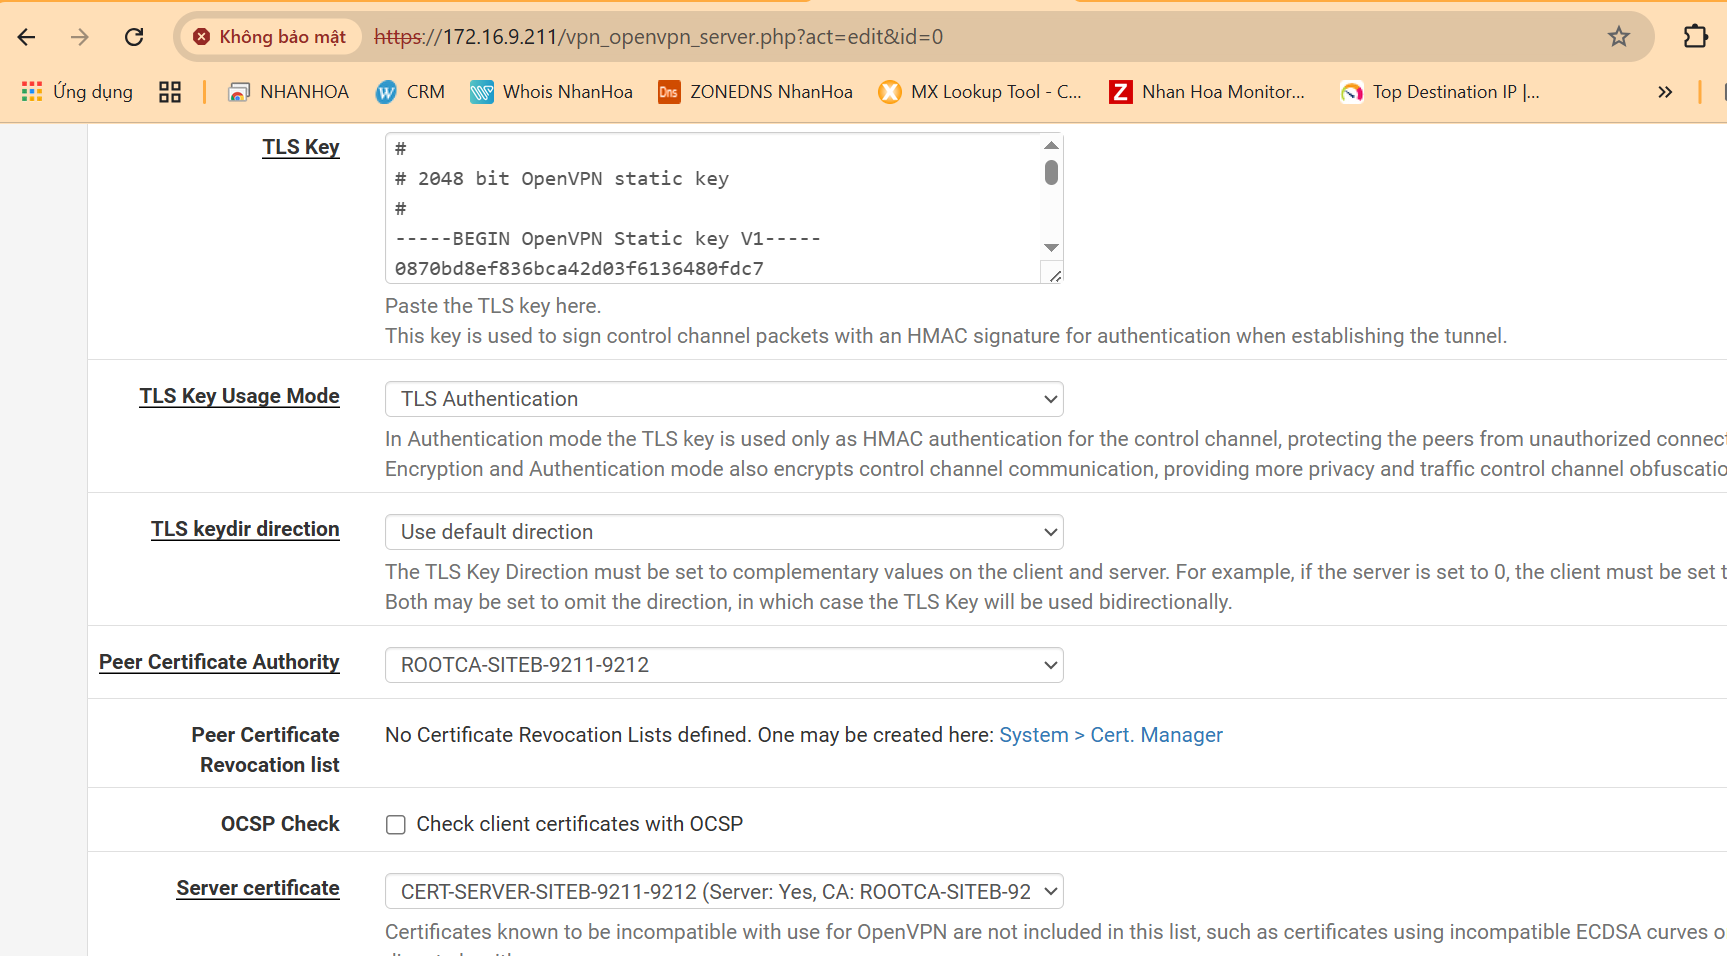 Không bảo mật
https://172.16.9.211/vpn_openvpn_server.php?act=edit&id=0
Ứng dụng
NHANHOA
CRM
Whois NhanHoa
Dns ZONEDNS NhanHoa
MX Lookup Tool - C...
Z Nhan Hoa Monitor...
Top Destination IP |...
TLS Key
#
# 2048 bit OpenVPN static key
#
-----BEGIN OpenVPN Static key V1-----
0870bd8ef836bca42d03f6136480fdc7
Paste the TLS key here.
This key is used to sign control channel packets with an HMAC signature for authentication when establishing the tunnel.
TLS Key Usage Mode
TLS Authentication
In Authentication mode the TLS key is used only as HMAC authentication for the control channel, protecting the peers from unauthorized connect
Encryption and Authentication mode also encrypts control channel communication, providing more privacy and traffic control channel obfuscatio
TLS keydir direction
Use default direction
The TLS Key Direction must be set to complementary values on the client and server. For example, if the server is set to 0, the client must be set t
Both may be set to omit the direction, in which case the TLS Key will be used bidirectionally.
Peer Certificate Authority
ROOTCA-SITEB-9211-9212
Peer Certificate
Revocation list
No Certificate Revocation Lists defined. One may be created here: System > Cert. Manager
OCSP Check
Check client certificates with OCSP
Server certificate
CERT-SERVER-SITEB-9211-9212 (Server: Yes, CA: ROOTCA-SITEB-92
Certificates known to be incompatible with use for OpenVPN are not included in this list, such as certificates using incompatible ECDSA curves o